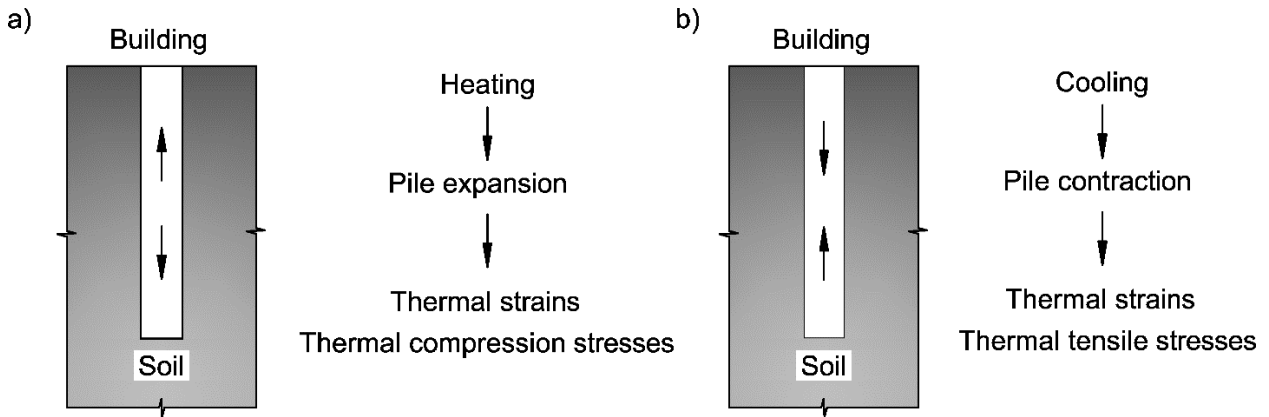 a)
Building
Heating
Pile expansion
Thermal strains
Thermal compression stresses
Soil
b)
Building
Cooling
Pile contraction
Thermal strains
Thermal tensile stresses
Soil